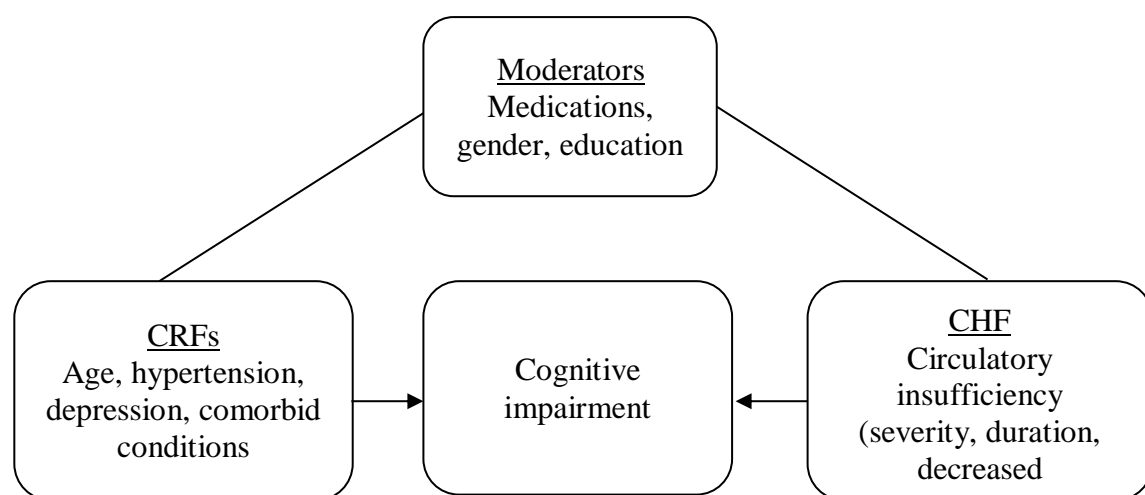 Moderators
Medications,
gender, education
CRFs
Age, hypertension,
depression, comorbid
conditions
Cognitive
impairment
CHF
Circulatory
insufficiency
(severity, duration,
decreased